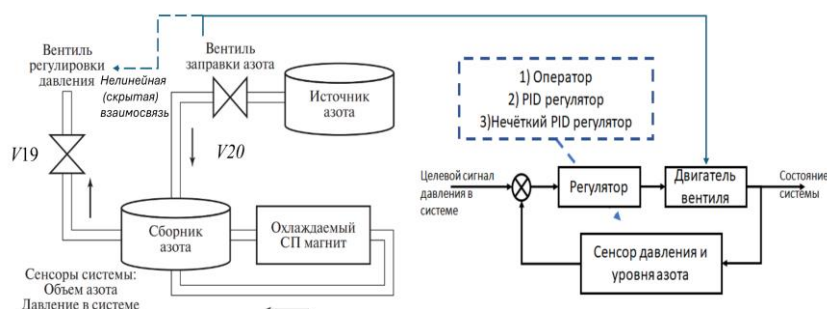 Вентиль
регулировки
давления
Нелинейная
(скрытая)
взаимосвязь
Вентиль
заправки азота
Источник
азота
V19
V20
Сборник
азота
Охлаждаемый
СП магнит
Сенсоры системы:
Объем азота
Давление в системе
1) Оператор
2) PID регулятор
3)Нечёткий PID регулятор
Целевой сигнал
давления в
системе
Регулятор
Двигатель
вентиля
Состояние
системы
Сенсор давления и
уровня азота